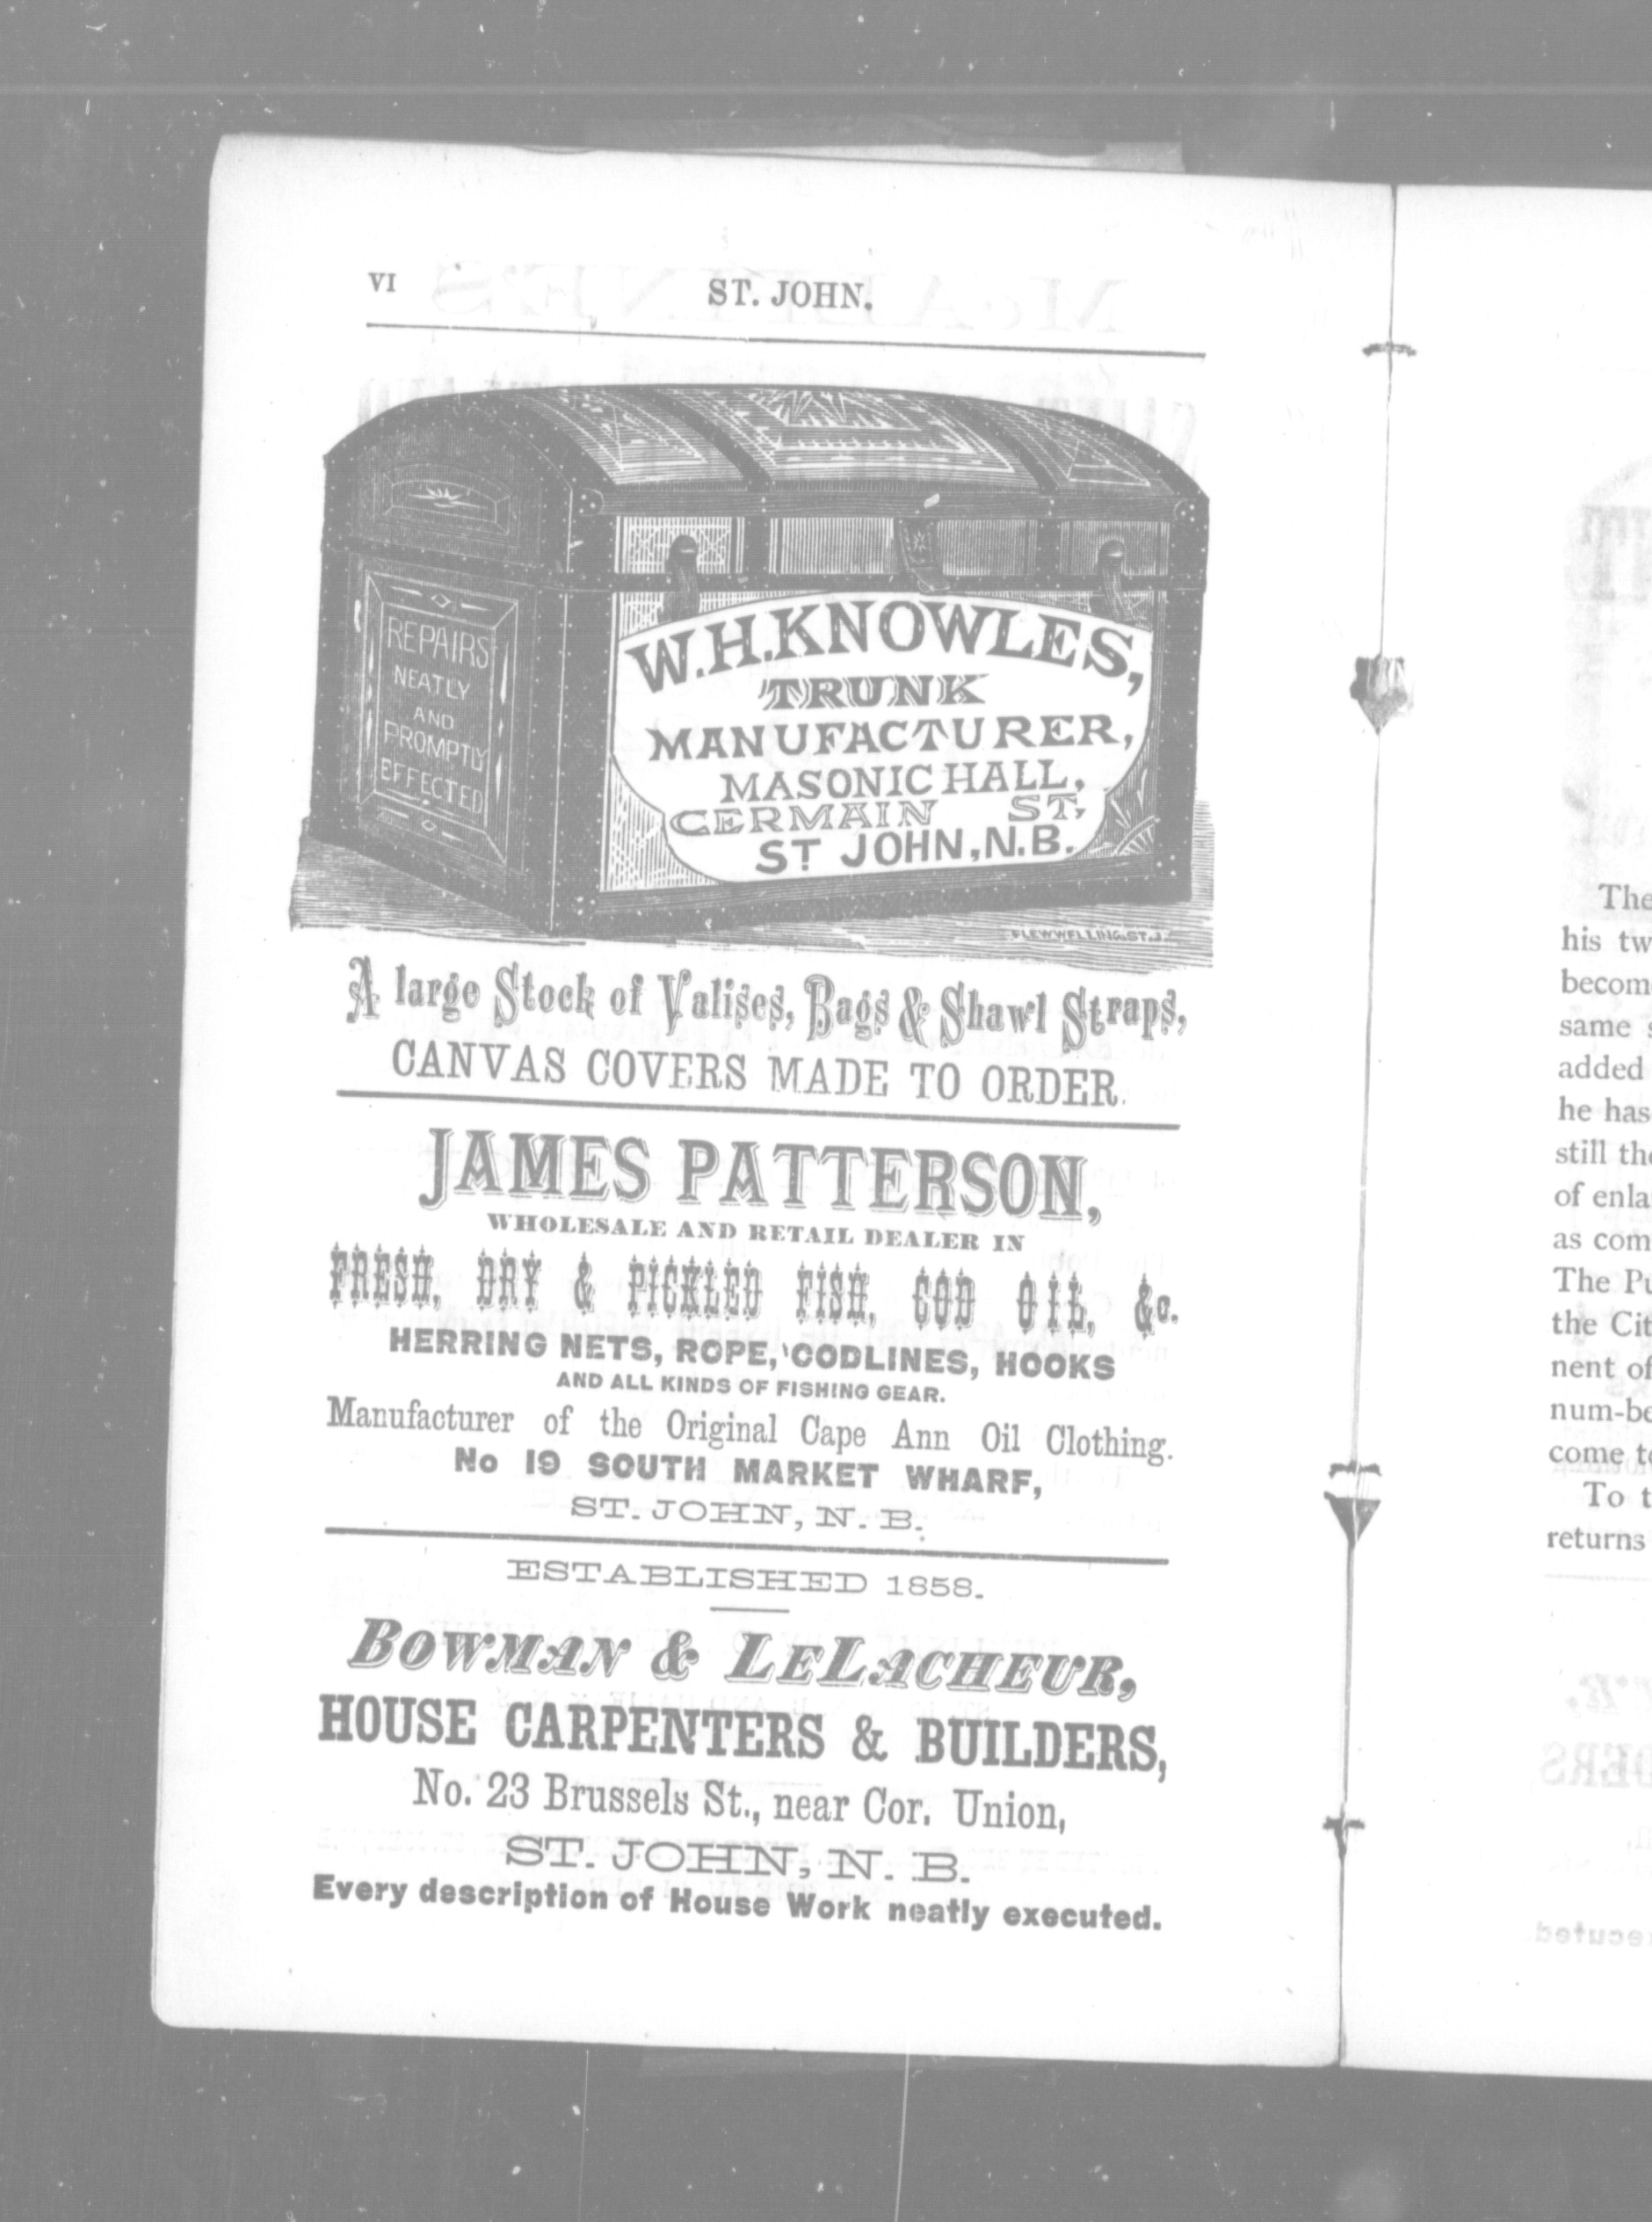 VI
ST. JOHN.
REPAIRS
NEATLY
AND
PROMPTLY
EFFECTED
W.H.KNOWLES,
TRUNK
MANUFACTURER,
MASONIC HALL,
GERMAIN ST,
ST JOHN, N.B.
FLEWWELLING.ST.J.
A large Stock of Valises, Bags & Shawl Straps,
CANVAS COVERS MADE TO ORDER.
JAMES PATTERSON,
WHOLESALE AND RETAIL DEALER IN
FRESH, DRY & PICKLED FISH, COD OIL, &c.
HERRING NETS, ROPE, CODLINES, HOOKS
AND ALL KINDS OF FISHING GEAR.
Manufacturer of the Original Cape Ann Oil Clothing.
No 19 SOUTH MARKET WHARF,
ST. JOHN, N. B.
ESTABLISHED 1858.
BOWMAN & LELACHEUR,
HOUSE CARPENTERS & BUILDERS,
No. 23 Brussels St., near Cor. Union,
ST. JOHN, N. B.
Every description of House Work neatly executed.
The
his tw
becom
same s
added
he has
still the
of enla
as com
The Pu
the Cit
nent of
num-be
come to
To t
returns